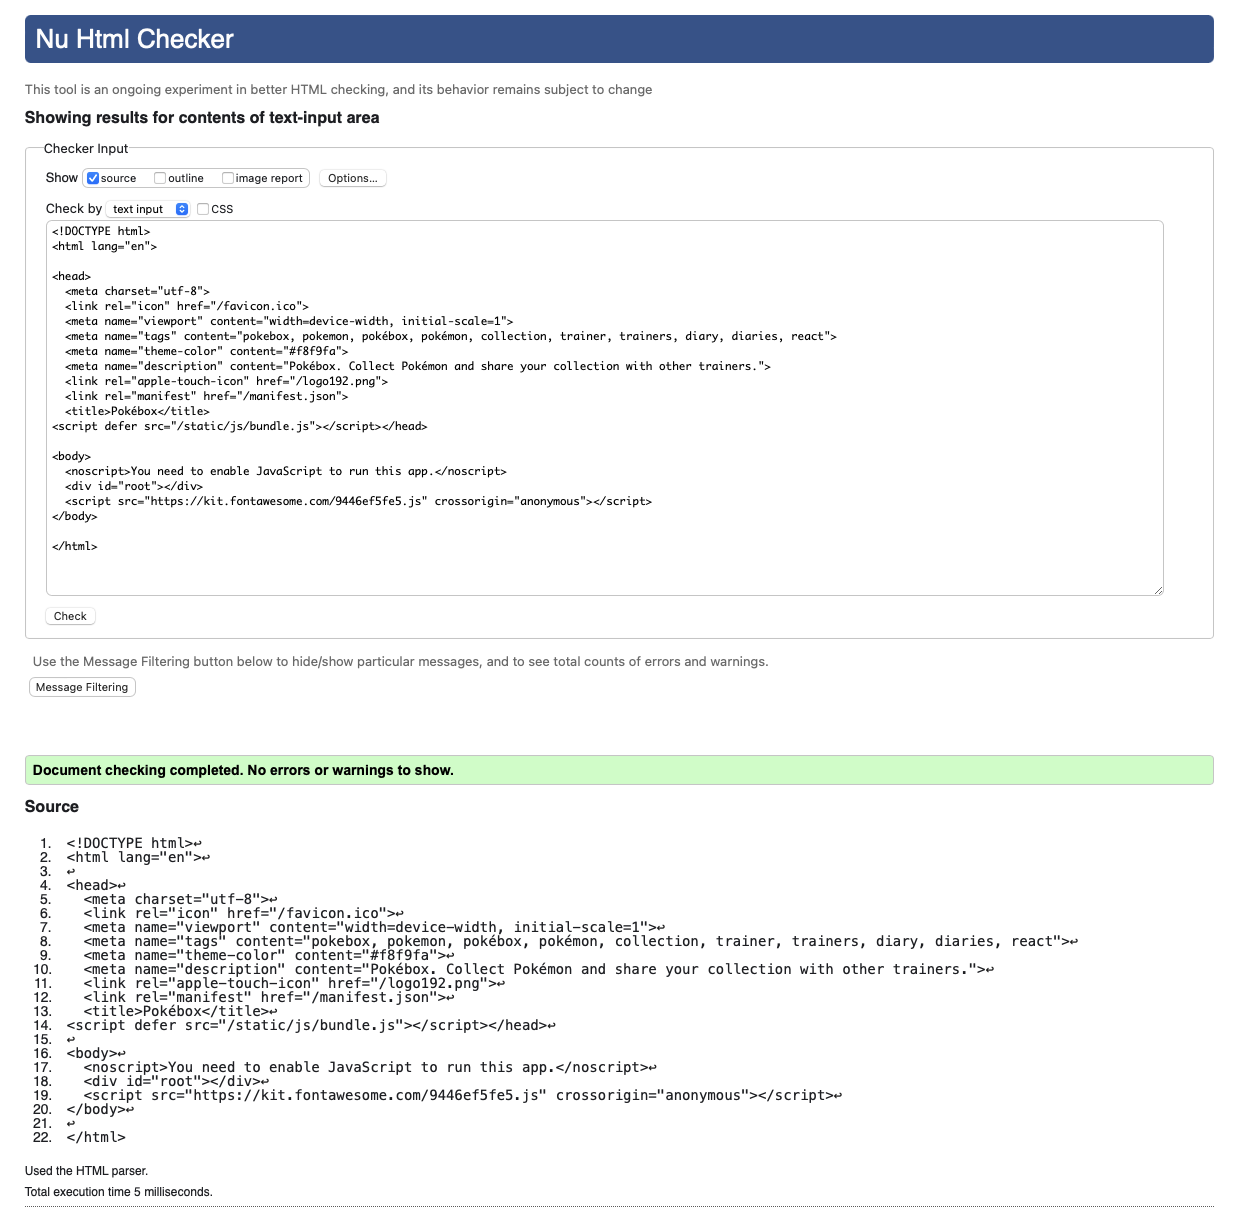 Nu Html Checker
This tool is an ongoing experiment in better HTML checking, and its behavior remains subject to change
Showing results for contents of text-input area
Checker Input
Show source outline image report Options...
Check by text input CSS
<!DOCTYPE html>
<html lang="en">
<head>
<meta charset="utf-8">
<link rel="icon" href="/favicon.ico">
<meta name="viewport" content="width=device-width, initial-scale=1">
<meta name="tags" content="pokebox, pokemon, pokébox, pokémon, collection, trainer, trainers, diary, diaries, react">
<meta name="theme-color" content="#f8f9fa">
<meta name="description" content="Pokébox. Collect Pokémon and share your collection with other trainers.">
<link rel="apple-touch-icon" href="/logo192.png">
<link rel="manifest" href="/manifest.json">
<title>Pokébox</title>
<script defer src="/static/js/bundle.js"></script></head>
<body>
<noscript>You need to enable JavaScript to run this app.</noscript>
<div id="root"></div>
<script src="https://kit.fontawesome.com/9446ef5fe5.js" crossorigin="anonymous"></script>
</body>
</html>
Check
Use the Message Filtering button below to hide/show particular messages, and to see total counts of errors and warnings.
Message Filtering
Document checking completed. No errors or warnings to show.
Source
1. <!DOCTYPE html>↩
2. <html lang="en">↩
3. ↩
4. <head>↩
5. <meta charset="utf-8">↩
6. <link rel="icon" href="/favicon.ico">↩
7. <meta name="viewport" content="width=device-width, initial-scale=1">↩
8. <meta name="tags" content="pokebox, pokemon, pokébox, pokémon, collection, trainer, trainers, diary, diaries, react">↩
9. <meta name="theme-color" content="#f8f9fa">↩
10. <meta name="description" content="Pokébox. Collect Pokémon and share your collection with other trainers.">↩
11. <link rel="apple-touch-icon" href="/logo192.png">↩
12. <link rel="manifest" href="/manifest.json">↩
13. <title>Pokébox</title>↩
14. <script defer src="/static/js/bundle.js"></script></head>↩
15. ↩
16. <body>↩
17. <noscript>You need to enable JavaScript to run this app.</noscript>↩
18. <div id="root"></div>↩
19. <script src="https://kit.fontawesome.com/9446ef5fe5.js" crossorigin="anonymous"></script>↩
20. </body>↩
21. ↩
22. </html>
Used the HTML parser.
Total execution time 5 milliseconds.